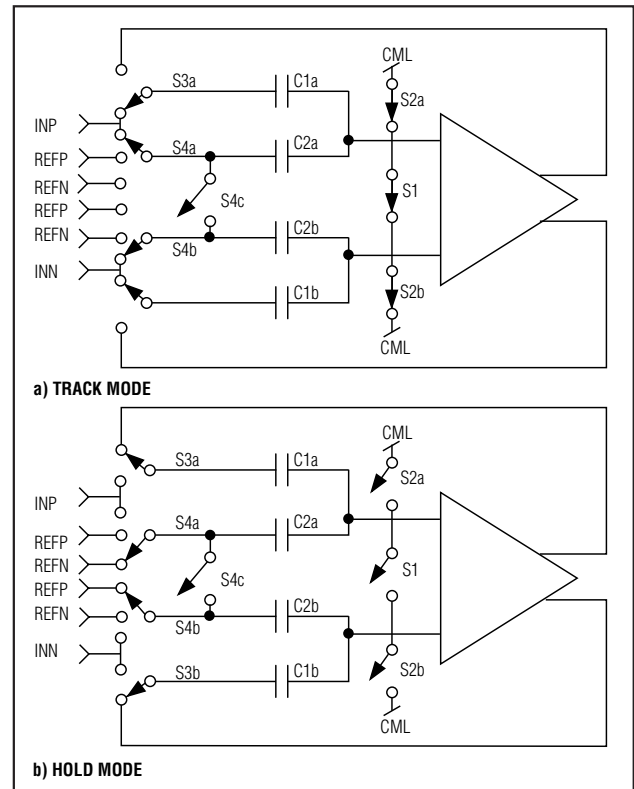 CML
S3a
C1a
S2a
INP
S4a
C2a
REFP
REFN
S4c
S1
REFP
REFN
C2b
S4b
INN
C1b
S2b
CML
a) TRACK MODE
CML
S3a
C1a
S2a
INP
S4a
C2a
REFP
REFN
S4c
S1
REFP
REFN
C2b
S4b
INN
S3b
C1b
S2b
CML
b) HOLD MODE